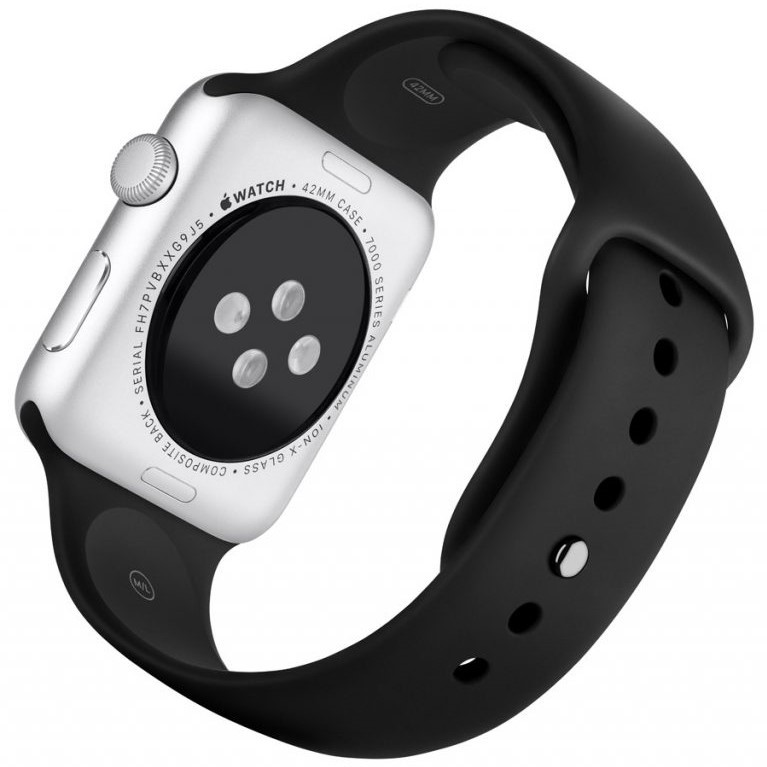 42MM
WATCH • 42MM CASE • 7000 SERIES ALUMINUM • ION-X GLASS • COMPOSITE BACK • SERIAL FH7PVBXXG9J5 •
M/L